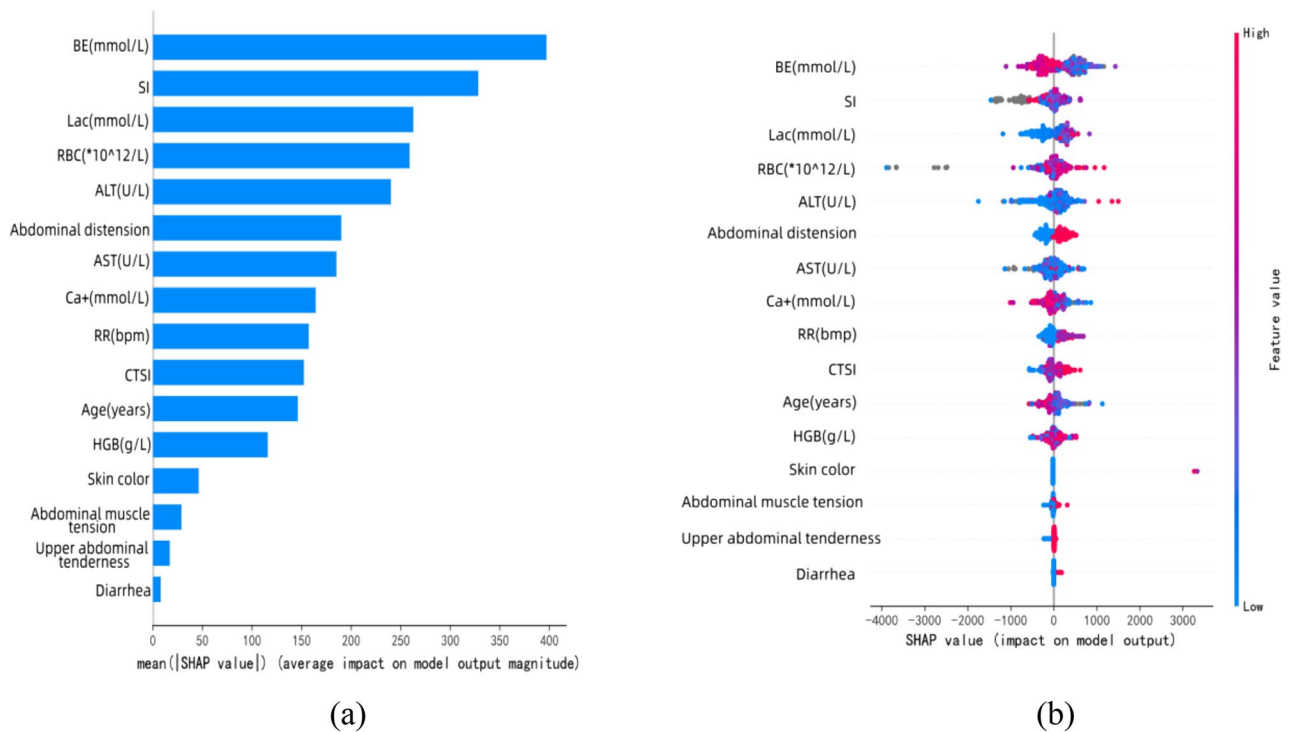 BE(mmol/L)
SI
Lac(mmol/L)
RBC(*10^12/L)
ALT(U/L)
Abdominal distension
AST(U/L)
Ca+(mmol/L)
RR(bpm)
CTSI
Age(years)
HGB(g/L)
Skin color
Abdominal muscle
tension
Upper abdominal
tenderness
Diarrhea
0 50 100 150 200 250 300 350 400
mean(|SHAP value|) (average impact on model output magnitude)
(a)
BE(mmol/L)
SI
Lac(mmol/L)
RBC(*10^12/L)
ALT(U/L)
Abdominal distension
AST(U/L)
Ca+(mmol/L)
RR(bmp)
CTSI
Age(years)
HGB(g/L)
Skin color
Abdominal muscle tension
Upper abdominal tenderness
Diarrhea
-4000 -3000 -2000 -1000 0 1000 2000 3000
SHAP value (impact on model output)
High
Feature value
Low
(b)